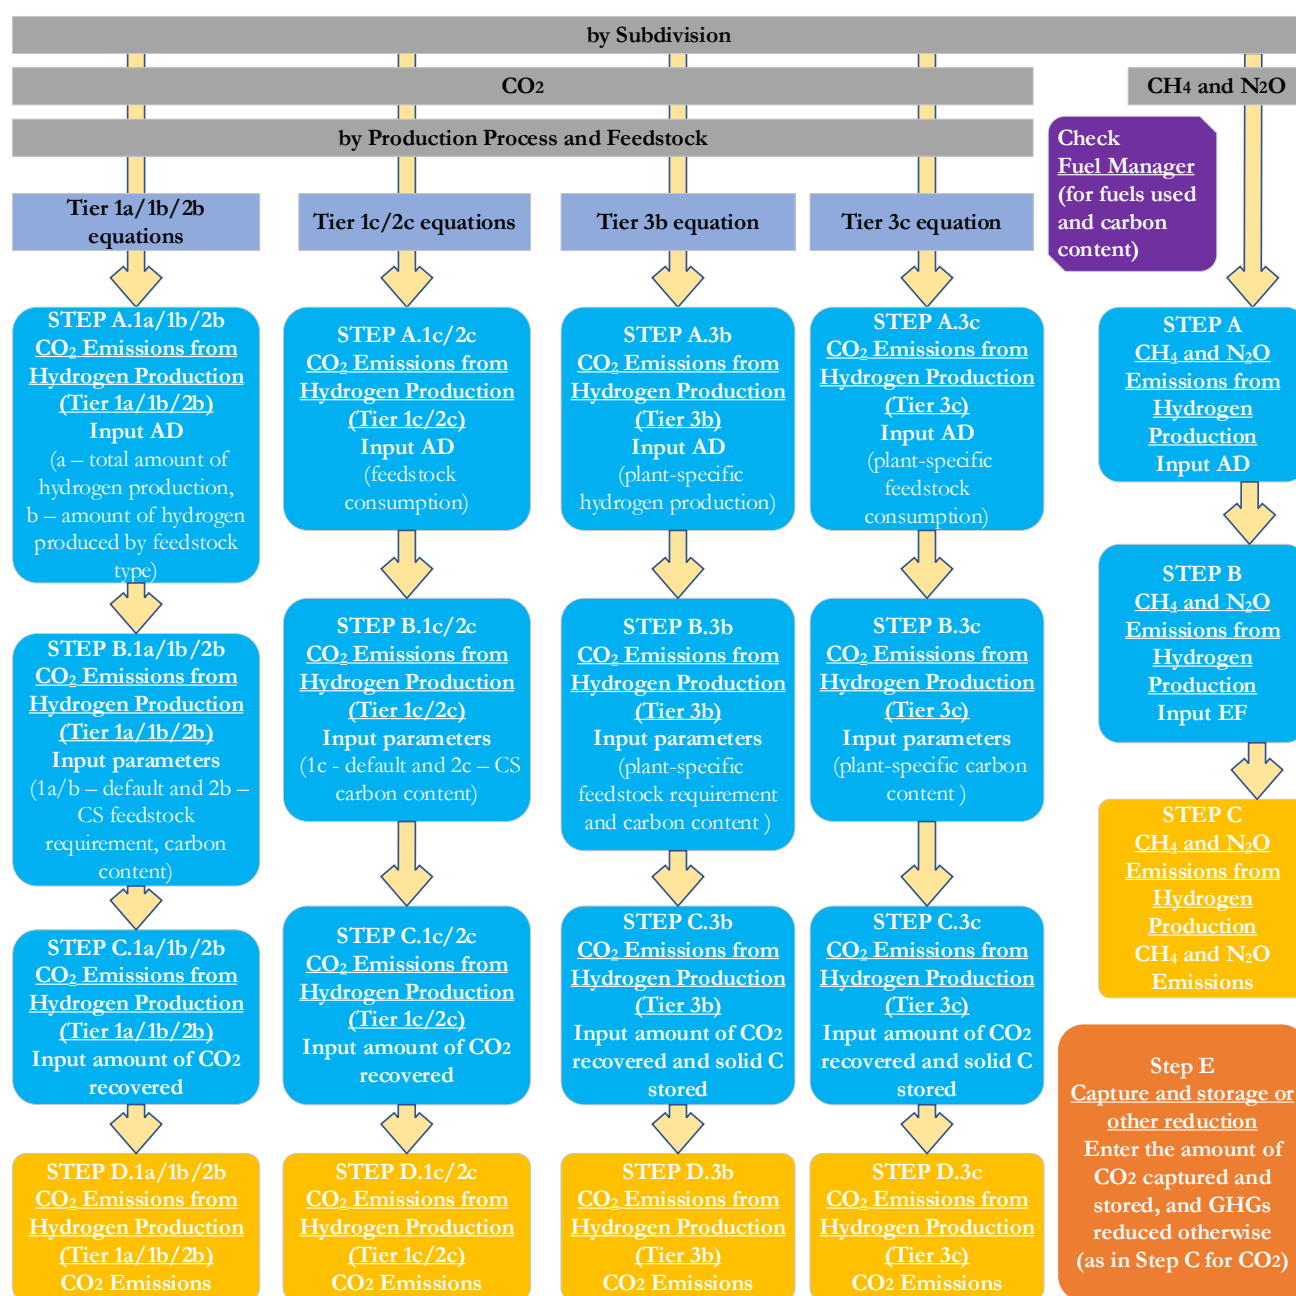 by Subdivision
CO2
CH4 and N2O
by Production Process and Feedstock
Check
Fuel Manager
(for fuels used
and carbon
content)
Tier 1a/1b/2b
equations
Tier 1c/2c equations
Tier 3b equation
Tier 3c equation
STEP A.1a/1b/2b
CO2 Emissions from
Hydrogen Production
(Tier 1a/1b/2b)
Input AD
(a – total amount of
hydrogen production,
b – amount of hydrogen
produced by feedstock
type)
STEP A.1c/2c
CO2 Emissions from
Hydrogen Production
(Tier 1c/2c)
Input AD
(feedstock
consumption)
STEP A.3b
CO2 Emissions from
Hydrogen Production
(Tier 3b)
Input AD
(plant-specific
hydrogen production)
STEP A.3c
CO2 Emissions from
Hydrogen Production
(Tier 3c)
Input AD
(plant-specific
feedstock
consumption)
STEP A
CH4 and N2O
Emissions from
Hydrogen
Production
Input AD
STEP B.1a/1b/2b
CO2 Emissions from
Hydrogen Production
(Tier 1a/1b/2b)
Input parameters
(1a/b – default and 2b –
CS feedstock
requirement, carbon
content)
STEP B.1c/2c
CO2 Emissions from
Hydrogen Production
(Tier 1c/2c)
Input parameters
(1c - default and 2c – CS
carbon content)
STEP B.3b
CO2 Emissions from
Hydrogen Production
(Tier 3b)
Input parameters
(plant-specific
feedstock requirement
and carbon content )
STEP B.3c
CO2 Emissions from
Hydrogen Production
(Tier 3c)
Input parameters
(plant-specific carbon
content )
STEP B
CH4 and N2O
Emissions from
Hydrogen
Production
Input EF
STEP C.1a/1b/2b
CO2 Emissions from
Hydrogen Production
(Tier 1a/1b/2b)
Input amount of CO2
recovered
STEP C.1c/2c
CO2 Emissions from
Hydrogen Production
(Tier 1c/2c)
Input amount of CO2
recovered
STEP C.3b
CO2 Emissions from
Hydrogen Production
(Tier 3b)
Input amount of CO2
recovered and solid C
stored
STEP C.3c
CO2 Emissions from
Hydrogen Production
(Tier 3c)
Input amount of CO2
recovered and solid C
stored
STEP C
CH4 and N2O
Emissions from
Hydrogen
Production
CH4 and N2O
Emissions
STEP D.1a/1b/2b
CO2 Emissions from
Hydrogen Production
(Tier 1a/1b/2b)
CO2 Emissions
STEP D.1c/2c
CO2 Emissions from
Hydrogen Production
(Tier 1c/2c)
CO2 Emissions
STEP D.3b
CO2 Emissions from
Hydrogen Production
(Tier 3b)
CO2 Emissions
STEP D.3c
CO2 Emissions from
Hydrogen Production
(Tier 3c)
CO2 Emissions
Step E
Capture and storage or
other reduction
Enter the amount of
CO2 captured and
stored, and GHGs
reduced otherwise
(as in Step C for CO2)